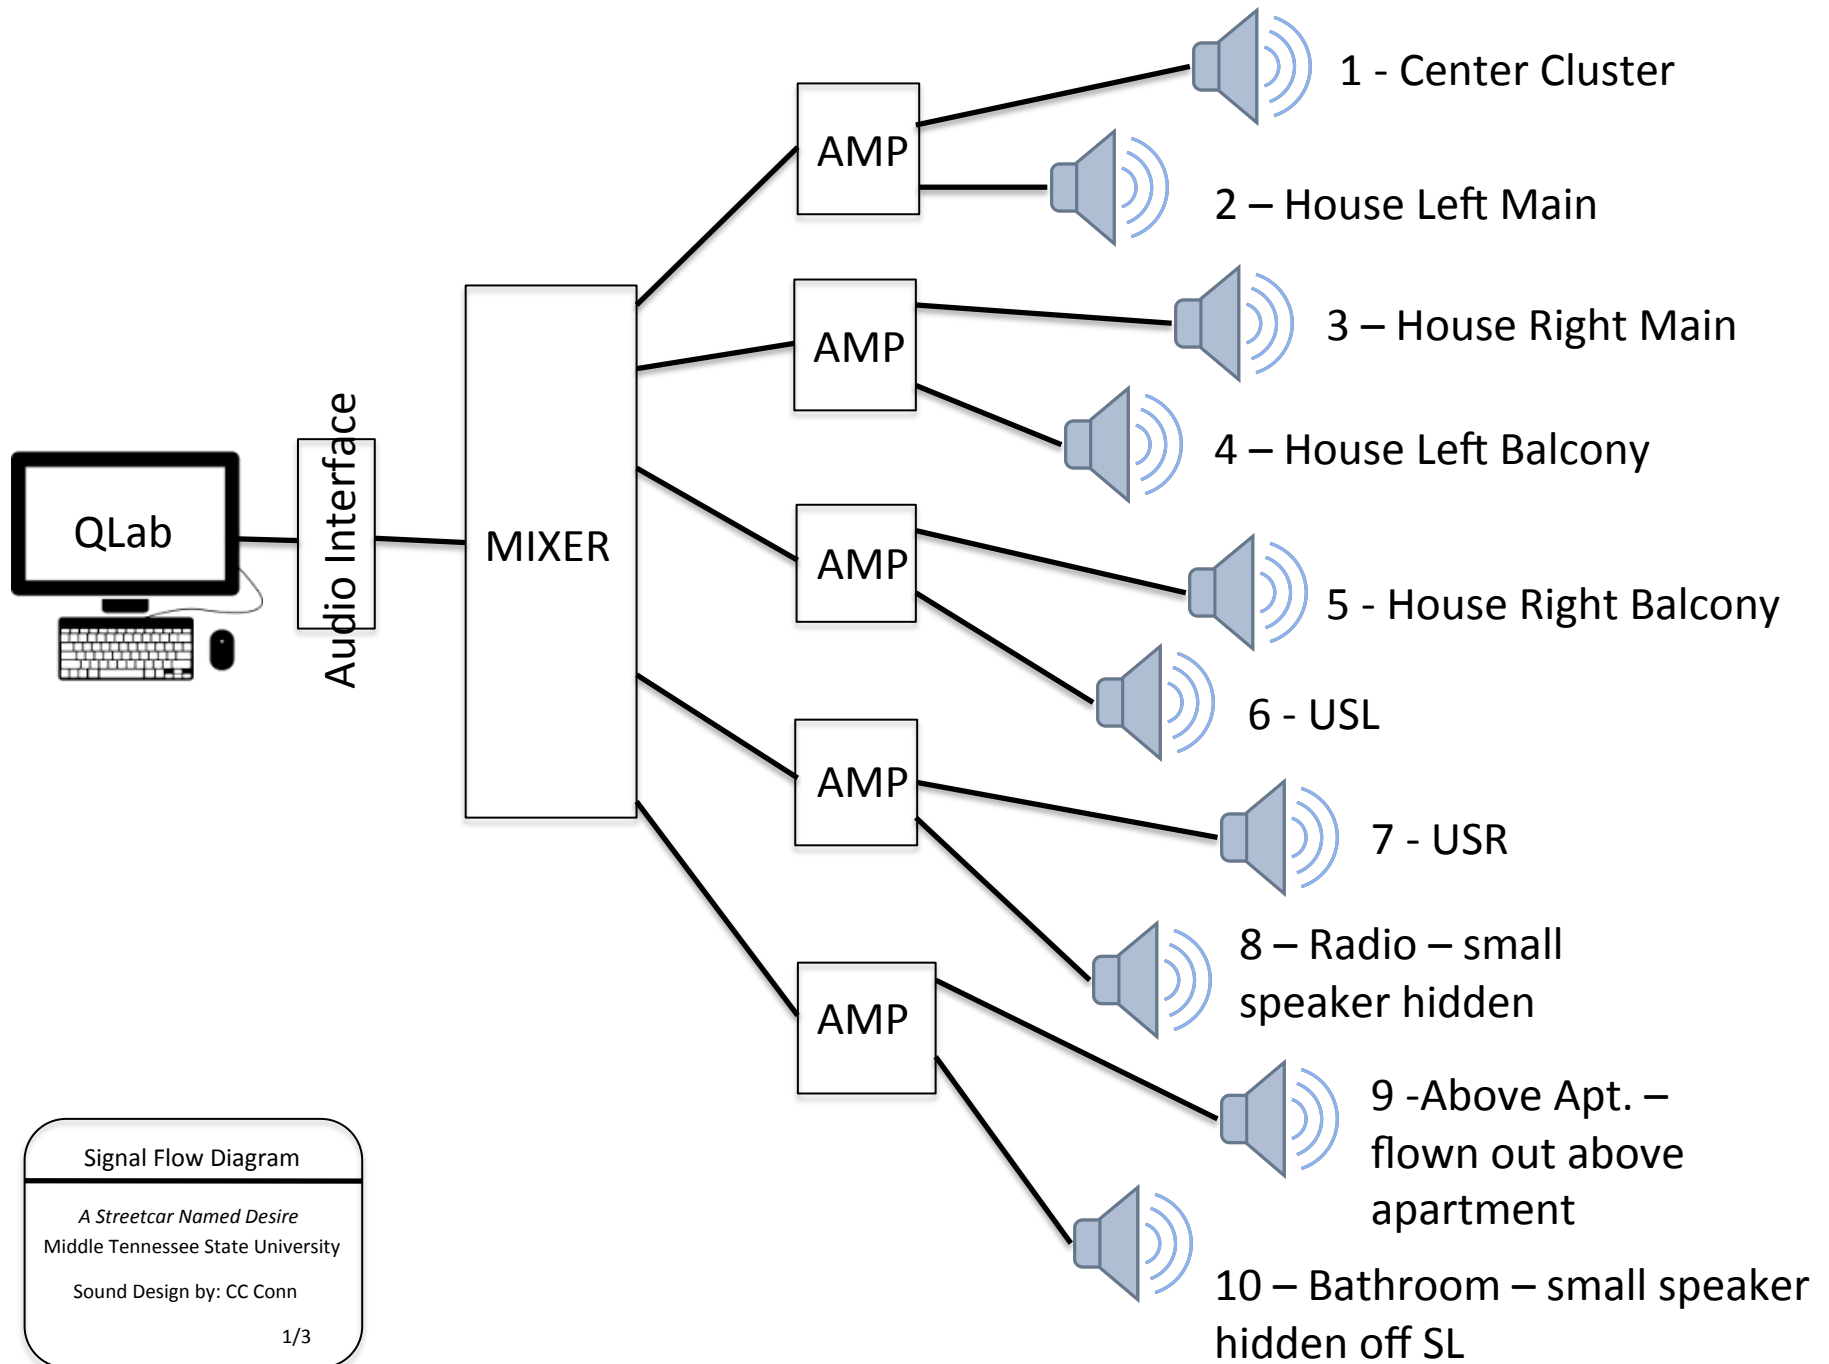 1 - Center Cluster
AMP
2 – House Left Main
3 – House Right Main
AMP
4 – House Left Balcony
QLab
Audio Interface
MIXER
AMP
5 - House Right Balcony
6 - USL
AMP
7 - USR
8 – Radio – small
speaker hidden
AMP
9 -Above Apt. –
flown out above
apartment
10 – Bathroom – small speaker
hidden off SL
Signal Flow Diagram
A Streetcar Named Desire
Middle Tennessee State University
Sound Design by: CC Conn
1/3